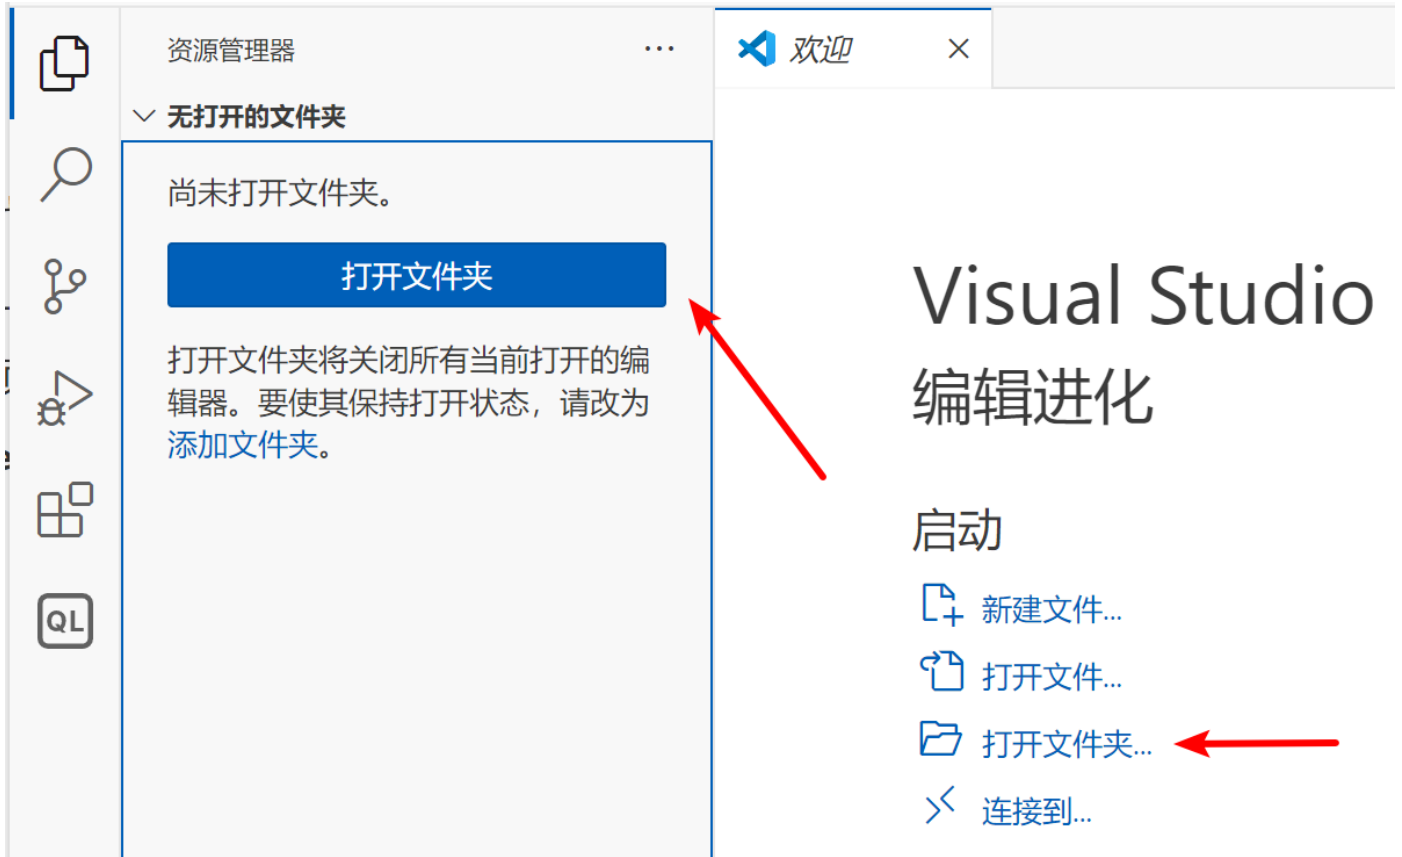 资源管理器
···
欢迎
无打开的文件夹
尚未打开文件夹。
打开文件夹
打开文件夹将关闭所有当前打开的编
辑器。要使其保持打开状态，请改为
添加文件夹。
QL
Visual Studio
编辑进化
启动
新建文件...
打开文件...
打开文件夹...
连接到...